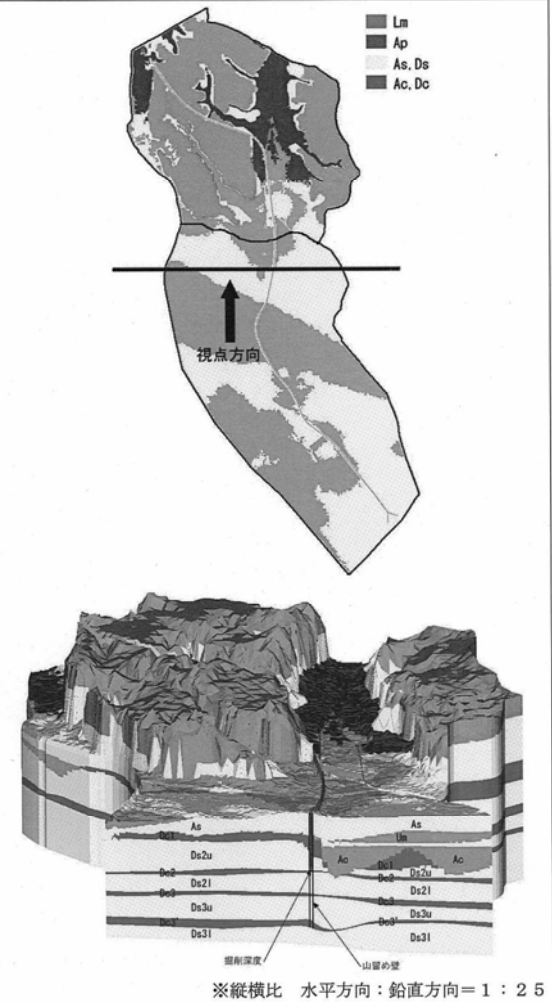 Lm
Ap
As, Ds
Ac, Dc
視点方向
As
As
Dc1
Um
Ds2u
Ac
Dc1
Ac
Dc2
Ds2u
Dc2
Ds2l
Ds2l
Dc3
Dc3
Ds3u
Ds3u
Dc3'
Dc3'
Ds3l
Ds3l
掘削深度
山留め壁
※縦横比 水平方向：鉛直方向＝1：25